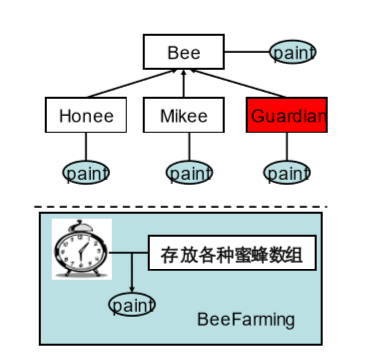 Bee
paint
Honee
Mikee
Guardian
paint
paint
paint
存放各种蜜蜂数组
paint
BeeFarming